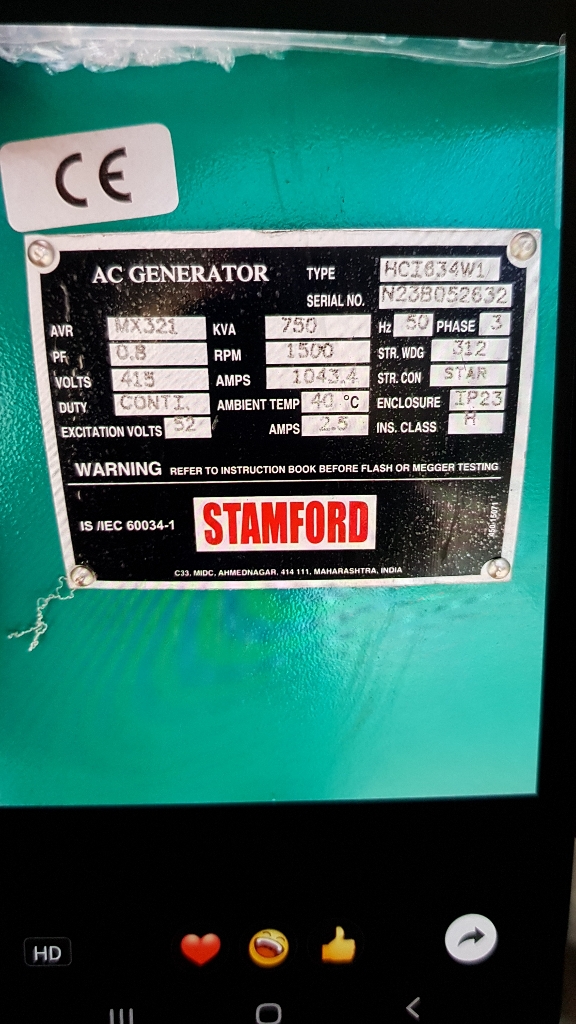 CE
AC GENERATOR TYPE HCI634W1
SERIAL NO. N23B052632
AVR MX321 KVA 750 Hz 50 PHASE 3
PF 0.8 RPM 1500 STR. WDG 312
VOLTS 415 AMPS 1043.4 STR. CON STAR
DUTY CONTI. AMBIENT TEMP 40 °C ENCLOSURE IP23
EXCITATION VOLTS 52 AMPS 2.5 INS. CLASS H
WARNING REFER TO INSTRUCTION BOOK BEFORE FLASH OR MEGGER TESTING
IS /IEC 60034-1 STAMFORD
C33, MIDC, AHMEDNAGAR, 414 111, MAHARASHTRA, INDIA
HD